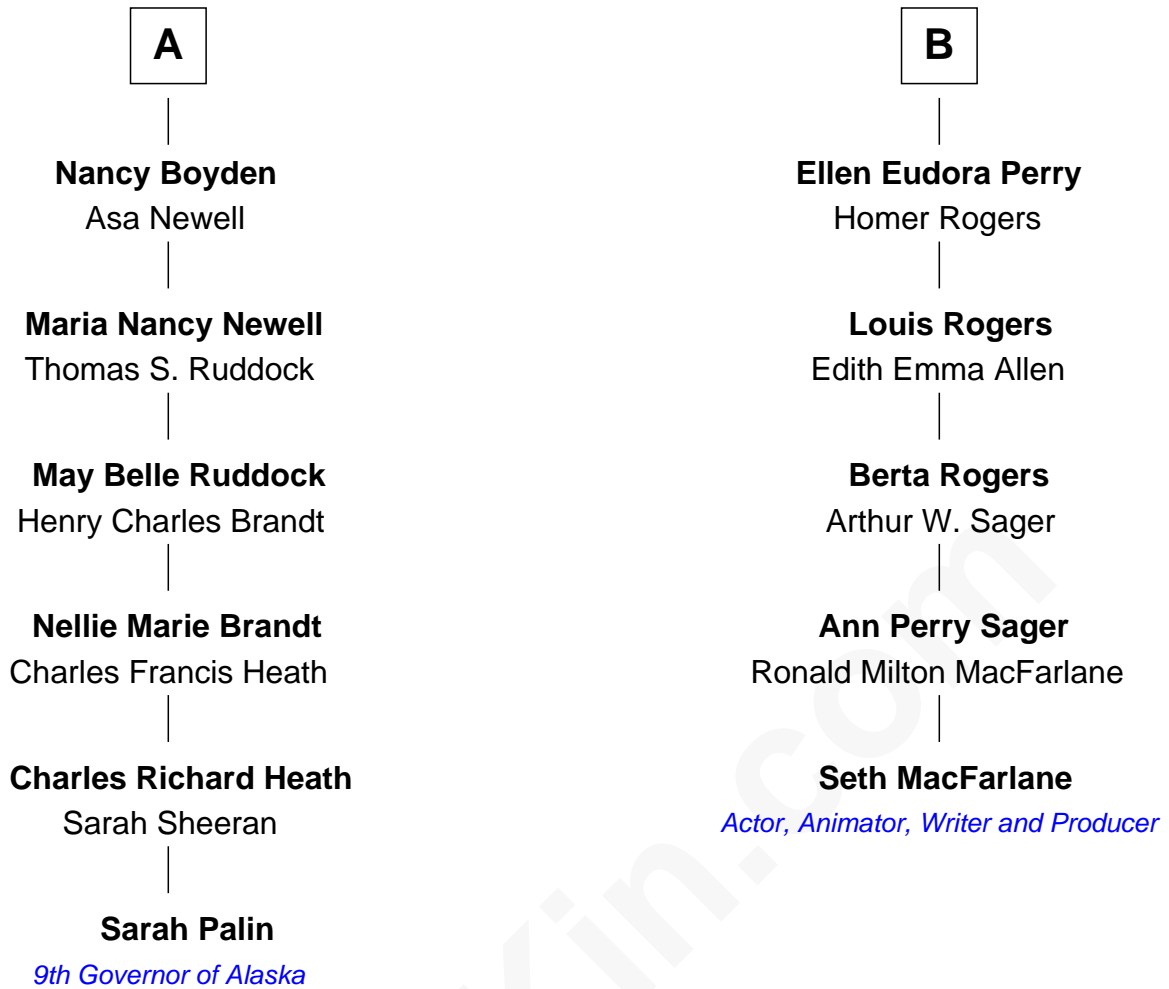 A
Nancy Boyden
Asa Newell
Maria Nancy Newell
Thomas S. Ruddock
May Belle Ruddock
Henry Charles Brandt
Nellie Marie Brandt
Charles Francis Heath
Charles Richard Heath
Sarah Sheeran
Sarah Palin
9th Governor of Alaska
B
Ellen Eudora Perry
Homer Rogers
Louis Rogers
Edith Emma Allen
Berta Rogers
Arthur W. Sager
Ann Perry Sager
Ronald Milton MacFarlane
Seth MacFarlane
Actor, Animator, Writer and Producer
Kin.com